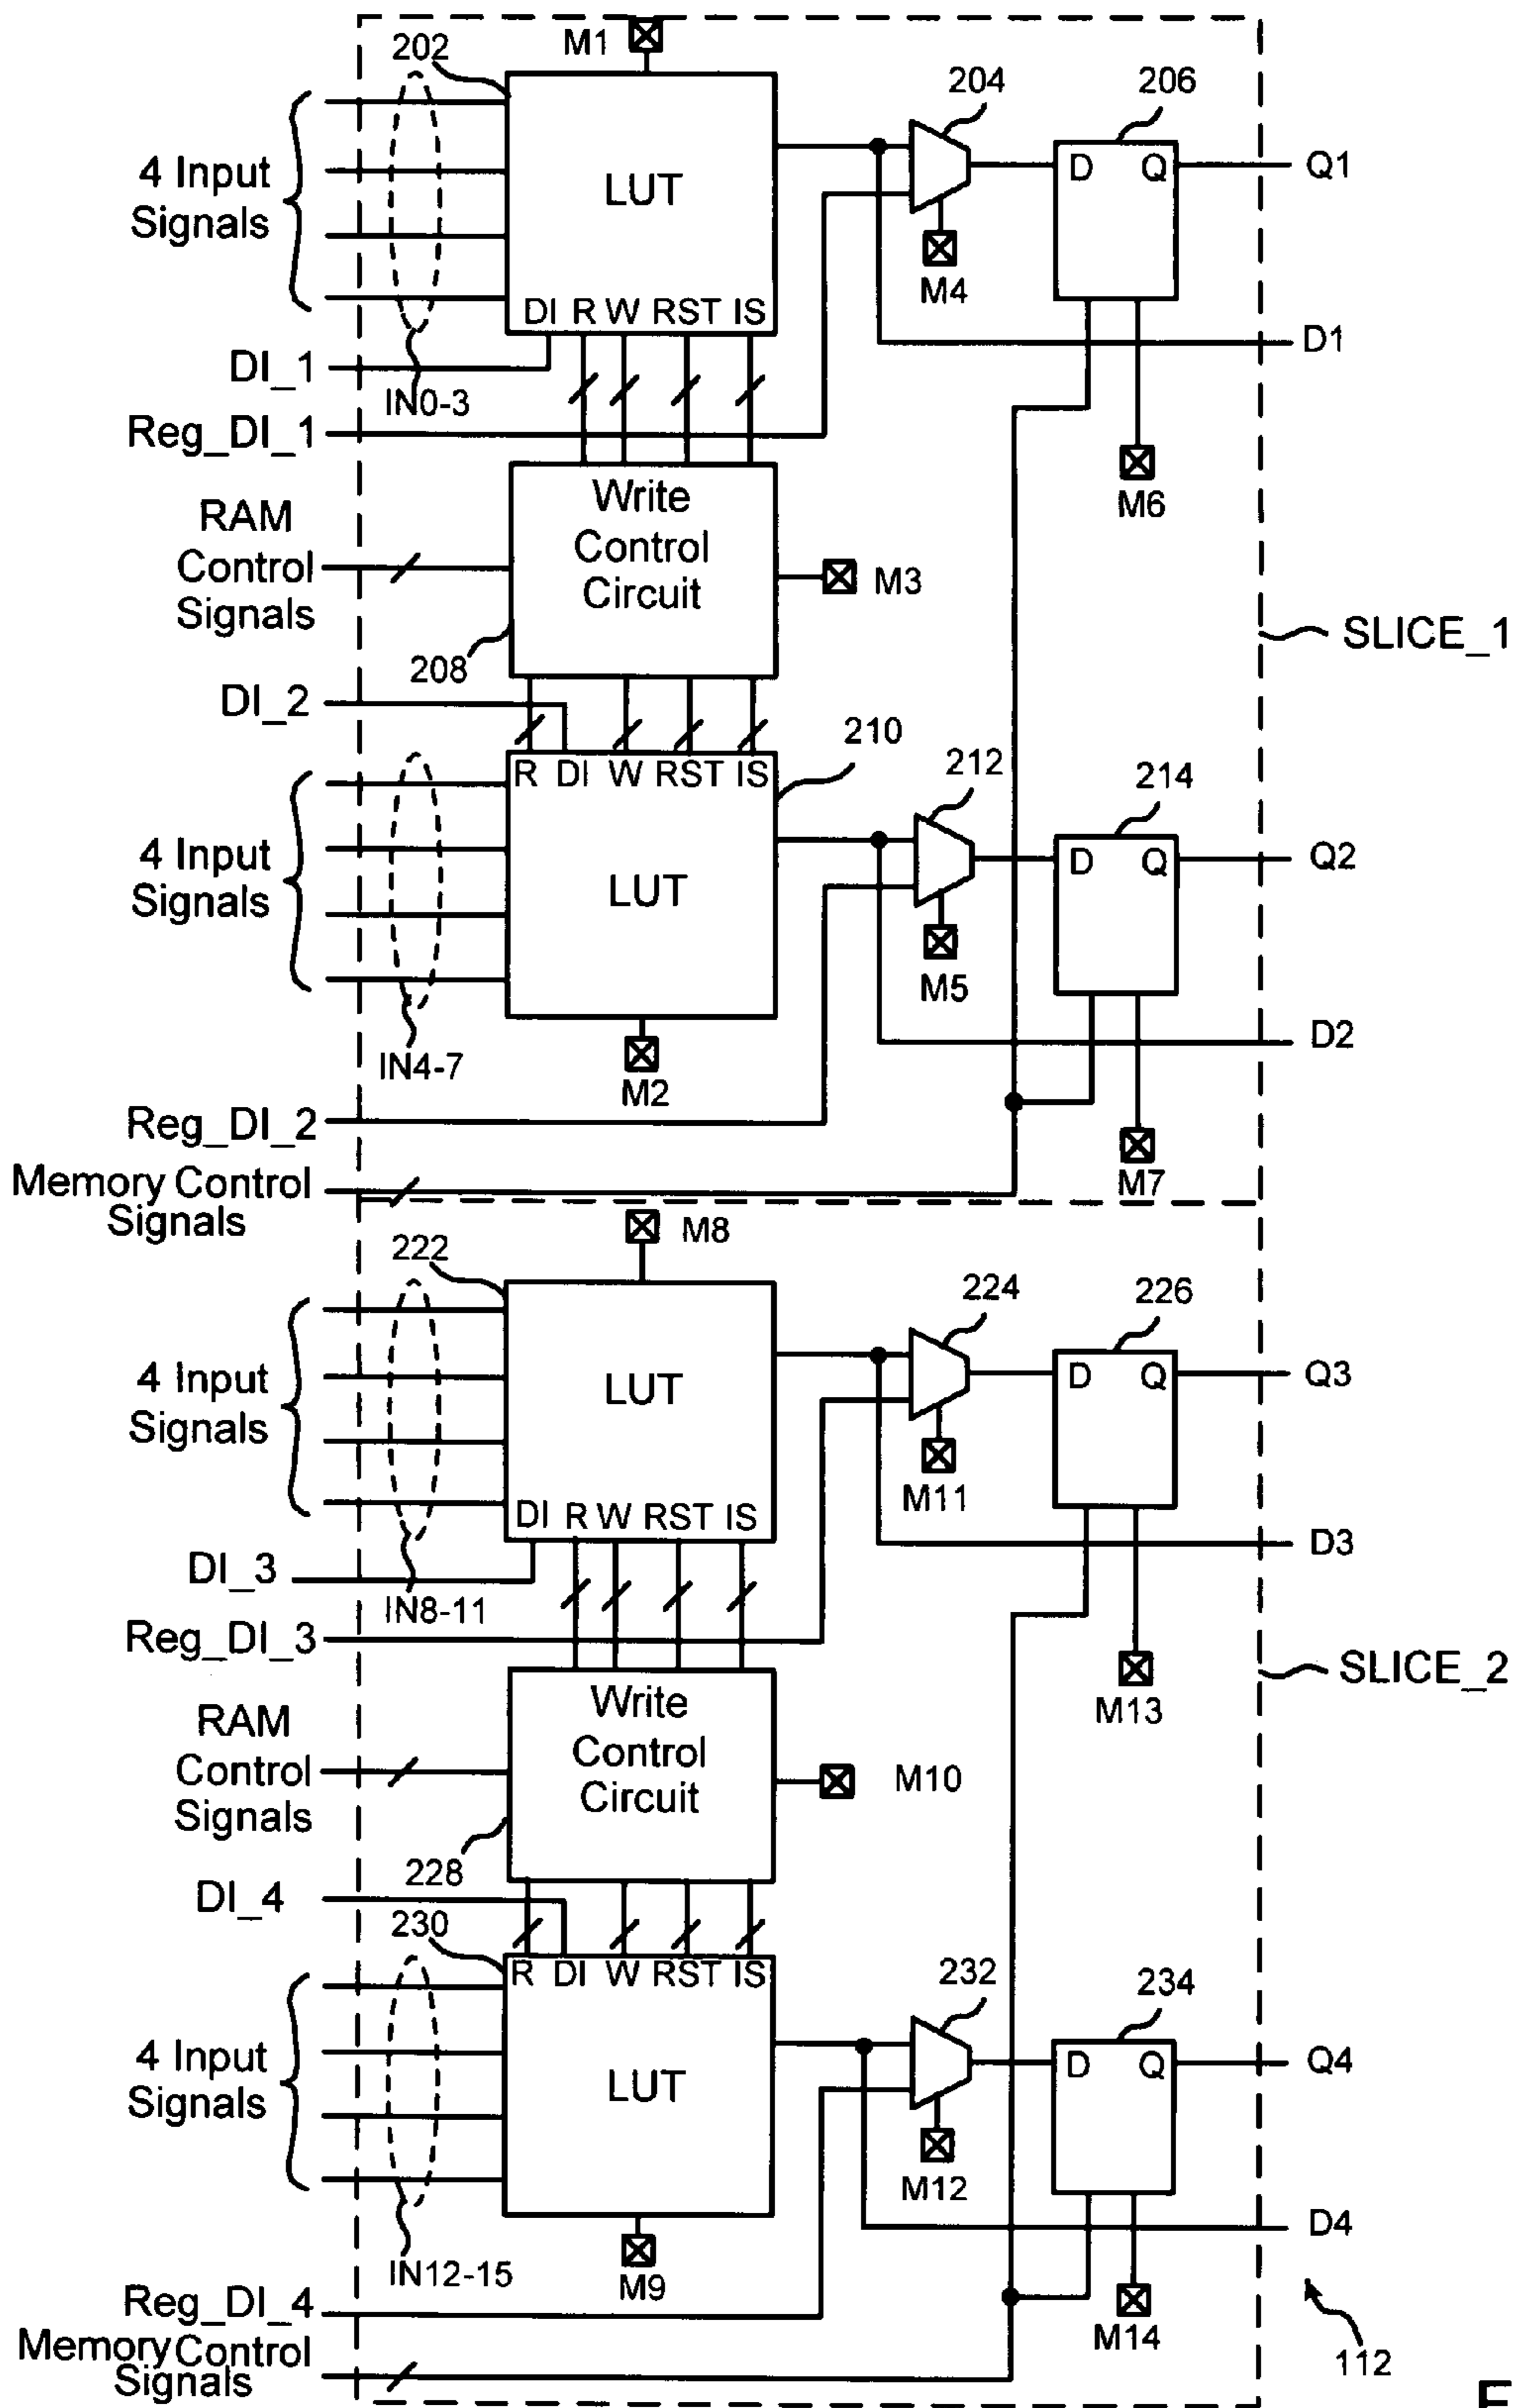 M1
202
204
206
4 Input
Signals
LUT
D Q
Q1
M4
DI R W RST IS
D1
DI_1
IN0-3
Reg_DI_1
M6
Write
Control
Circuit
RAM
Control
Signals
M3
SLICE_1
208
DI_2
210
212
214
R DI W RST IS
4 Input
Signals
LUT
D Q
Q2
M5
D2
IN4-7
M2
Reg_DI_2
M7
Memory Control
Signals
M8
222
224
226
4 Input
Signals
LUT
D Q
Q3
M11
DI R W RST IS
D3
DI_3
IN8-11
Reg_DI_3
SLICE_2
M13
Write
Control
Circuit
RAM
Control
Signals
M10
228
DI_4
230
232
234
R DI W RST IS
4 Input
Signals
LUT
D Q
Q4
M12
D4
IN12-15
M9
Reg_DI_4
M14
Memory Control
Signals
112